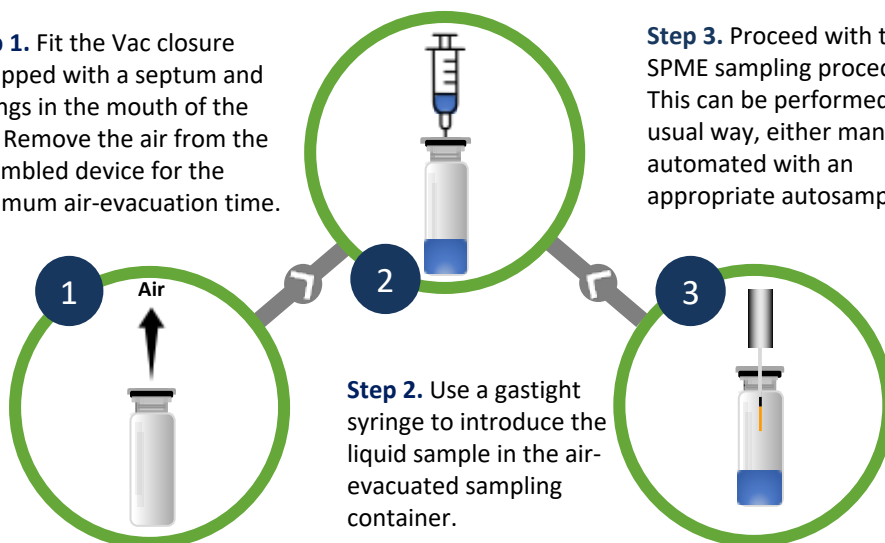 p 1. Fit the Vac closure
pped with a septum and
ngs in the mouth of the
Remove the air from the
mbled device for the
mum air-evacuation time.
1
Air
2
Step 2. Use a gastight
syringe to introduce the
liquid sample in the air-
evacuated sampling
container.
Step 3. Proceed with t
SPME sampling proced
This can be performed
usual way, either man
automated with an
appropriate autosamp
3